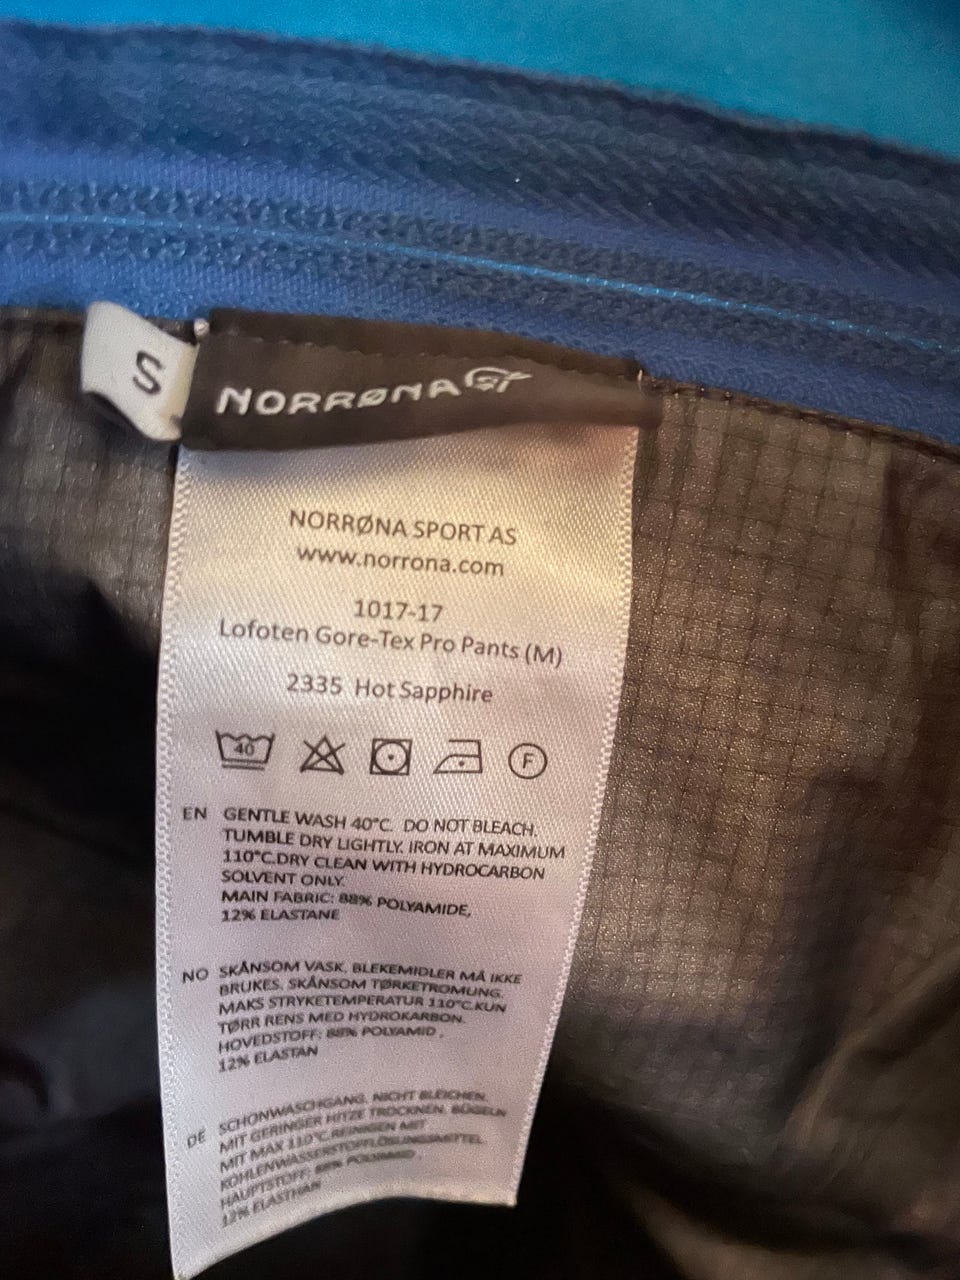 S
NORRØNA
NORRØNA SPORT AS
www.norrona.com
1017-17
Lofoten Gore-Tex Pro Pants (M)
2335 Hot Sapphire
40
F
EN GENTLE WASH 40°C. DO NOT BLEACH.
TUMBLE DRY LIGHTLY. IRON AT MAXIMUM
110°C.DRY CLEAN WITH HYDROCARBON
SOLVENT ONLY.
MAIN FABRIC: 88% POLYAMIDE,
12% ELASTANE
NO SKÅNSOM VASK, BLEKEMIDLER MÅ IKKE
BRUKES, SKÅNSOM TØRKETROMLING.
MAKS STRYKETEMPERATUR 110°C.KUN
TØRR RENS MED HYDROKARBON.
HOVEDSTOFF: 88% POLYAMID ,
12% ELASTAN
DE SCHONWASCHGANG, NICHT BLEICHEN,
MIT GERINGER HITZE TROCKNEN. BÜGELN
MIT MAX 110°C.REINIGEN MIT
KOHLENWASSERSTOFFLÖSUNGSMITTEL
HAUPTSTOFF: 88% POLYAMID ,
12% ELASTHAN